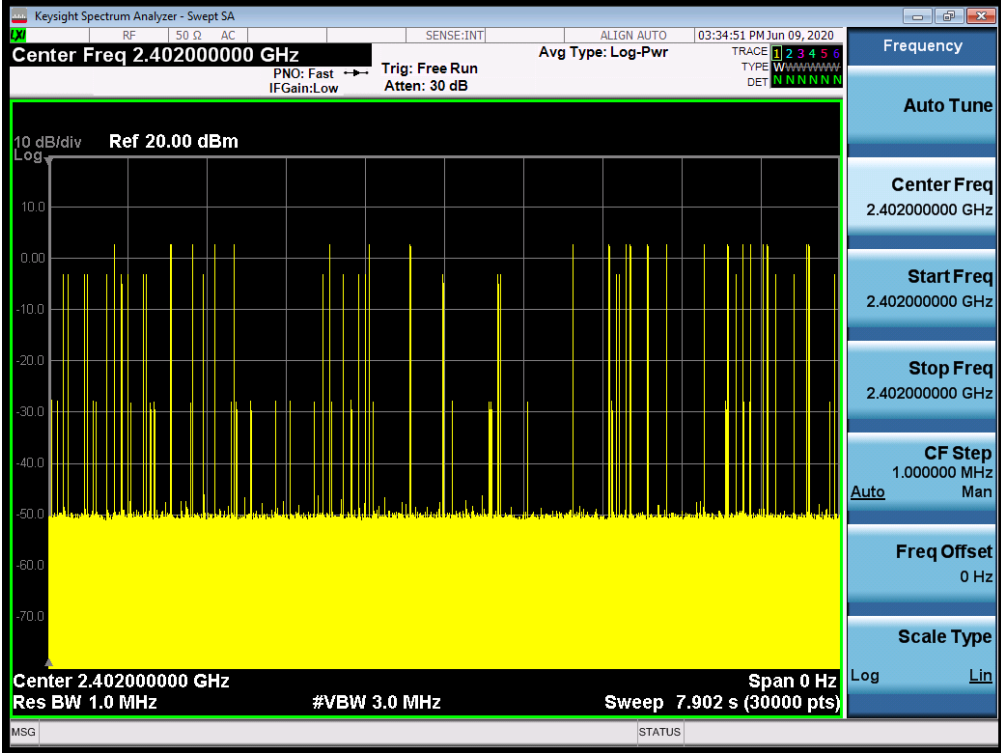 Keysight Spectrum Analyzer - Swept SA
LXI RF 50 Ω AC SENSE:INT ALIGN AUTO 03:34:51 PM Jun 09, 2020
Center Freq 2.402000000 GHz
Avg Type: Log-Pwr
TRACE 1 2 3 4 5 6
PNO: Fast Trig: Free Run
TYPE WWWWWW
IFGain:Low Atten: 30 dB
DET N N N N N N
Frequency
Auto Tune
10 dB/div Ref 20.00 dBm
Log
10.0
0.00
-10.0
-20.0
-30.0
-40.0
-50.0
-60.0
-70.0
Center Freq
2.402000000 GHz
Start Freq
2.402000000 GHz
Stop Freq
2.402000000 GHz
CF Step
1.000000 MHz
Auto Man
Freq Offset
0 Hz
Scale Type
Log Lin
Center 2.402000000 GHz Span 0 Hz
Res BW 1.0 MHz #VBW 3.0 MHz Sweep 7.902 s (30000 pts)
MSG STATUS